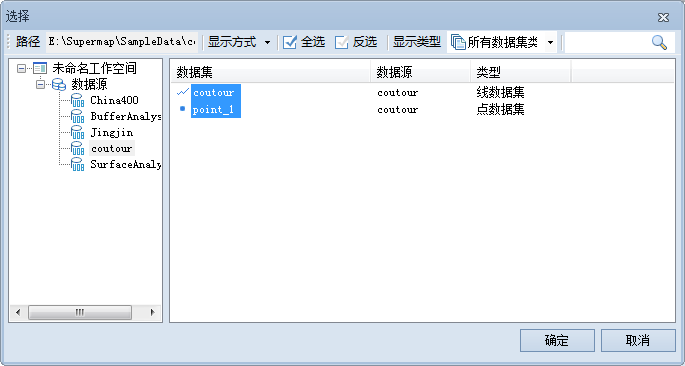 选择
路径 E:\Supermap\SampleData\co 显示方式 全选 反选 显示类型 所有数据集类
未命名工作空间
数据源
China400
BufferAnalys
Jingjin
coutour
SurfaceAnaly
数据集 数据源 类型
coutour coutour 线数据集
point_1 coutour 点数据集
确定 取消